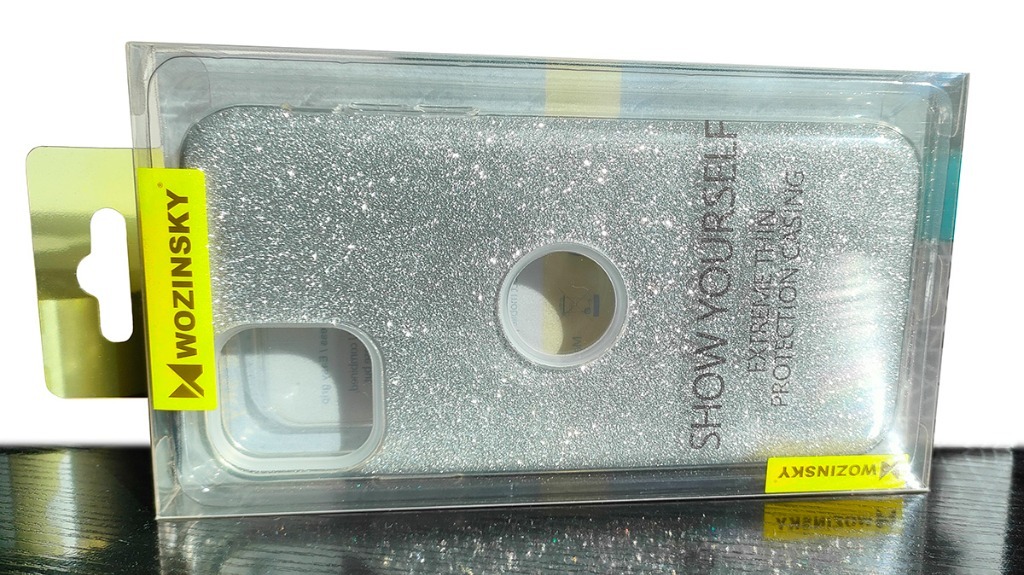 WOZINSKY
SHOW YOURSELF
EXTREME THIN
PROTECTION CASING
WOZINSKY